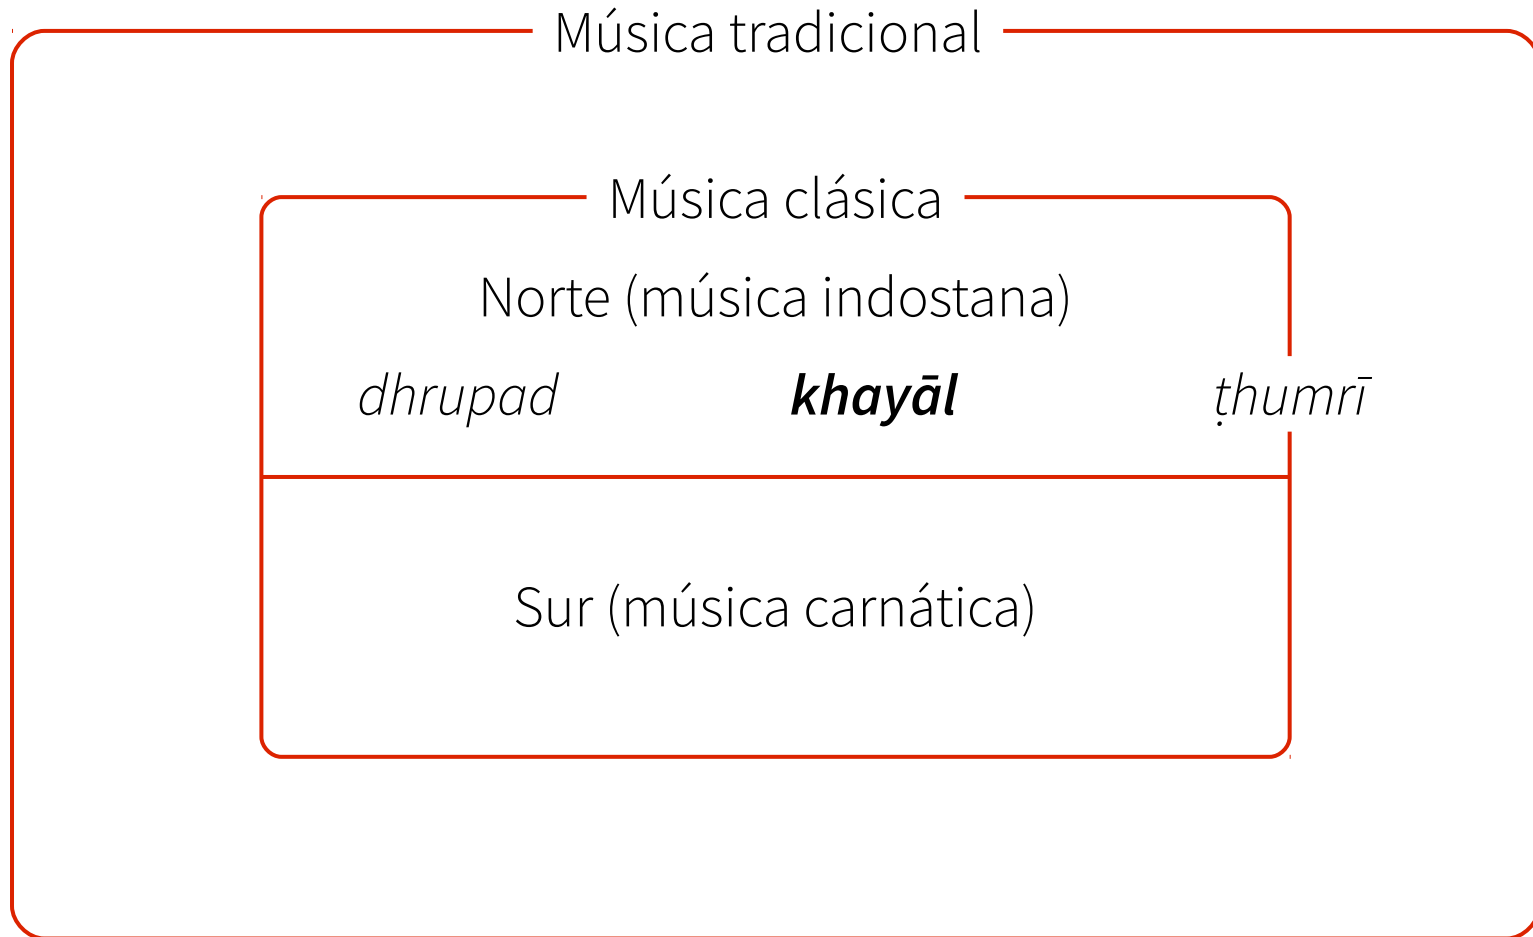 Música tradicional
Música clásica
Norte (música indostana)
dhrupad khayāl ṭhumrī
Sur (música carnática)